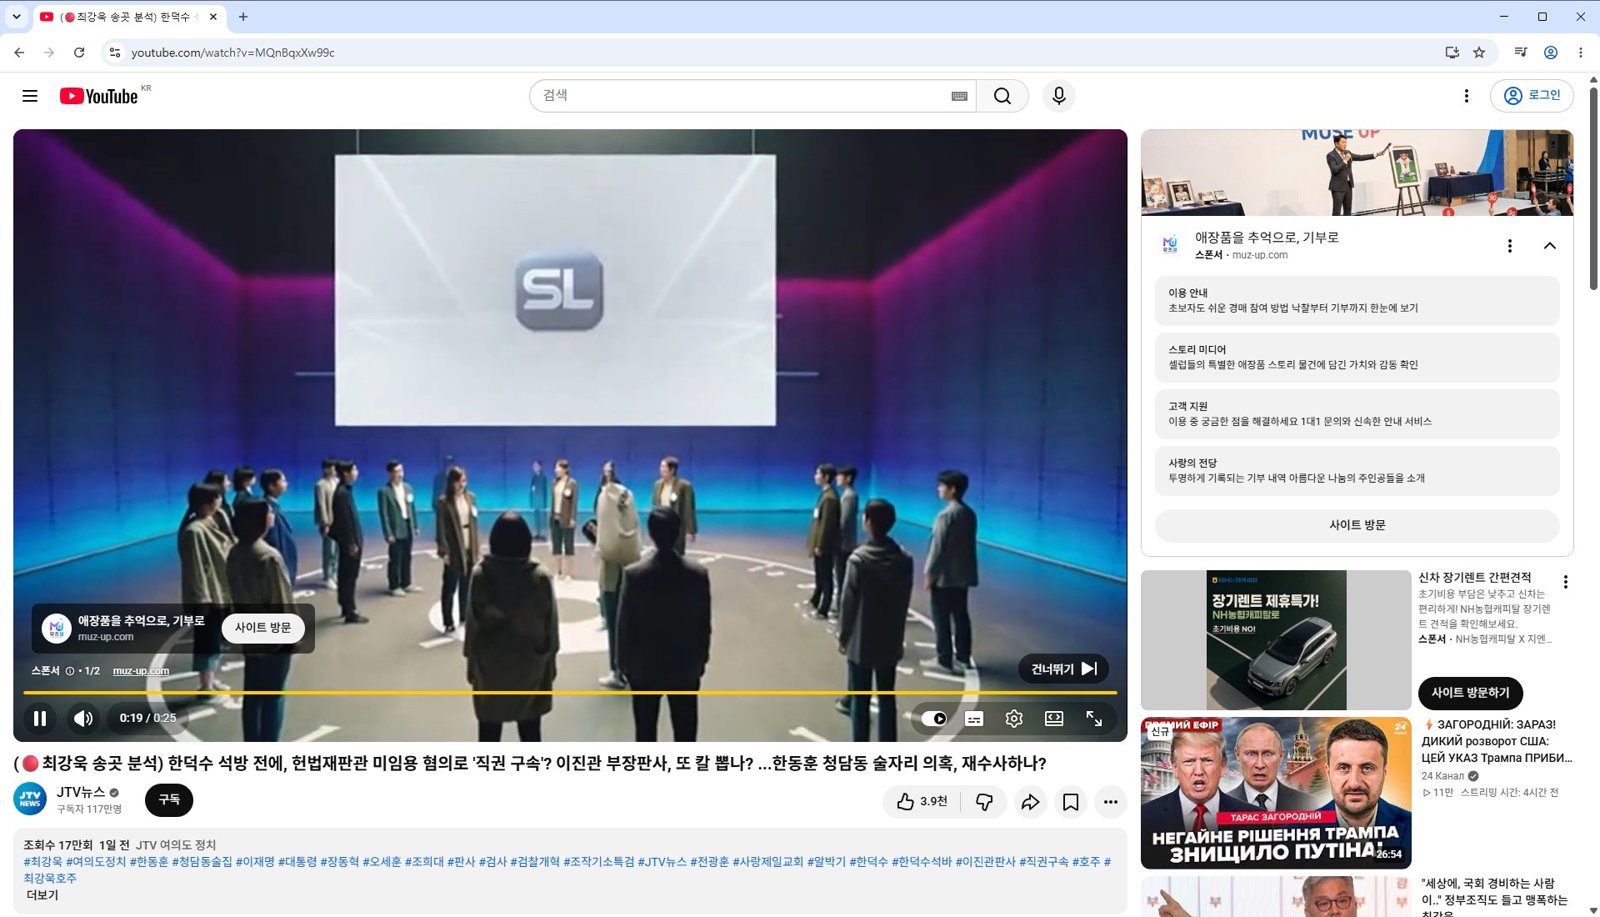 (🔴최강욱 송곳 분석) 한덕수
youtube.com/watch?v=MQnBqxXw99c
YouTube KR
검색
로그인
SL
애장품을 추억으로, 기부로
muz-up.com
사이트 방문
스폰서 · 1/2 muz-up.com
건너뛰기
0:19 / 0:25
(🔴최강욱 송곳 분석) 한덕수 석방 전에, 헌법재판관 미임용 혐의로 '직권 구속'? 이진관 부장판사, 또 칼 뽑나? ...한동훈 청담동 술자리 의혹, 재수사하나?
JTV NEWS
JTV뉴스
구독자 117만명
구독
3.9천
조회수 17만회 1일 전 JTV 여의도 정치
#최강욱 #여의도정치 #한동훈 #청담동술집 #이재명 #대통령 #장동혁 #오세훈 #조희대 #판사 #검사 #검찰개혁 #조작기소특검 #JTV뉴스 #전광훈 #사랑제일교회 #알박기 #한덕수 #한덕수석바 #이진관판사 #직권구속 #호주 #
최강욱호주
더보기
MUSE UP
애장품을 추억으로, 기부로
스폰서 · muz-up.com
이용 안내
초보자도 쉬운 경매 참여 방법 낙찰부터 기부까지 한눈에 보기
스토리 미디어
셀럽들의 특별한 애장품 스토리 물건에 담긴 가치와 감동 확인
고객 지원
이용 중 궁금한 점을 해결하세요 1대1 문의와 신속한 안내 서비스
사랑의 전당
투명하게 기록되는 기부 내역 아름다운 나눔의 주인공들을 소개
사이트 방문
NH농협캐피탈
장기렌트 제휴특가!
NH농협캐피탈로
초기비용 NO!
신차 장기렌트 간편견적
초기비용 부담은 낮추고 신차는
편리하게! NH농협캐피탈 장기렌
트 견적을 확인해보세요.
스폰서 · NH농협캐피탈 X 지엔...
사이트 방문하기
ПРЯМИЙ ЕФІР
신규
24
ТАРАС ЗАГОРОДНІЙ
НЕГАЙНЕ РІШЕННЯ ТРАМПА
ЗНИЩИЛО ПУТІНА!
26:54
⚡ ЗАГОРОДНІЙ: ЗАРАЗ!
ДИКИЙ розворот США:
ЦЕЙ УКАЗ Трампа ПРИБИ...
24 Канал
11만 스트리밍 시간: 4시간 전
"세상에, 국회 경비하는 사람
이.." 정부조직도 들고 맹폭하는
최강욱